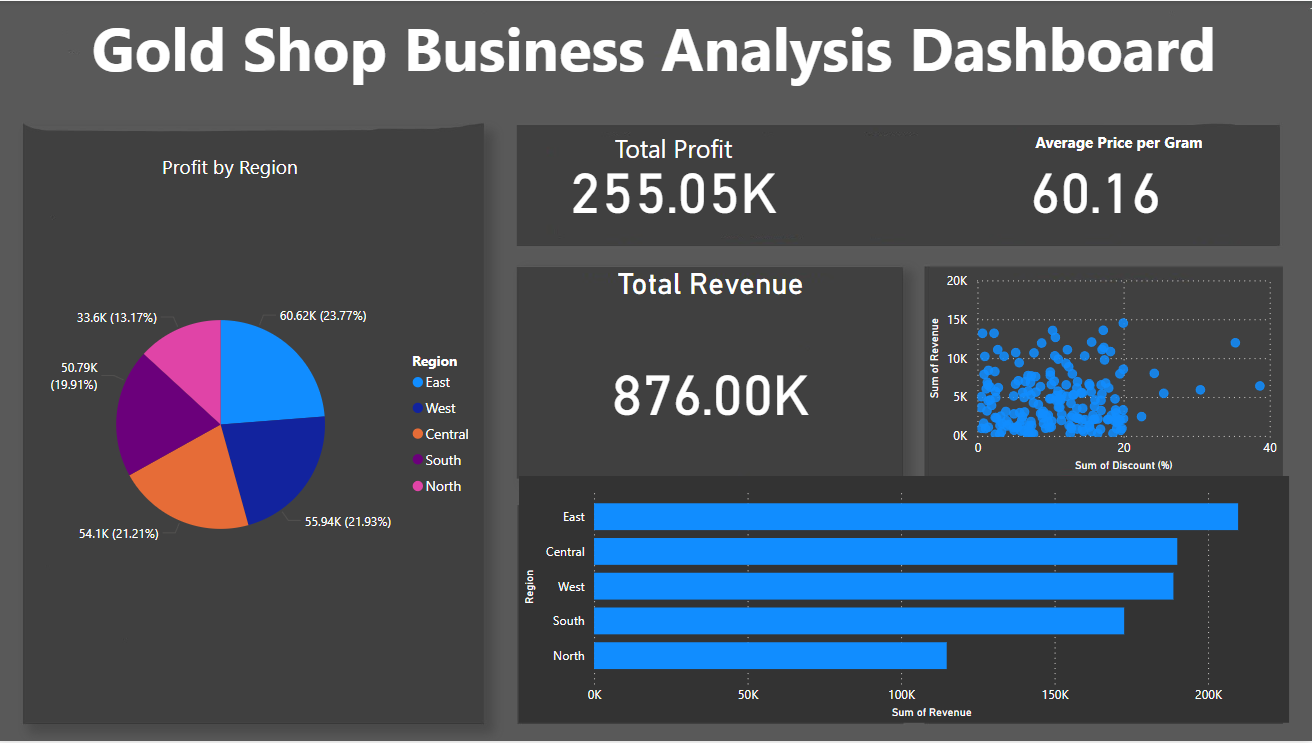 Gold Shop Business Analysis Dashboard
Profit by Region
33.6K (13.17%)
60.62K (23.77%)
50.79K
(19.91%)
54.1K (21.21%)
55.94K (21.93%)
Region
East
West
Central
South
North
Total Profit
255.05K
Average Price per Gram
60.16
Total Revenue
876.00K
Sum of Revenue
20K
15K
10K
5K
0K
0
20
40
Sum of Discount (%)
Region
East
Central
West
South
North
0K
50K
100K
150K
200K
Sum of Revenue